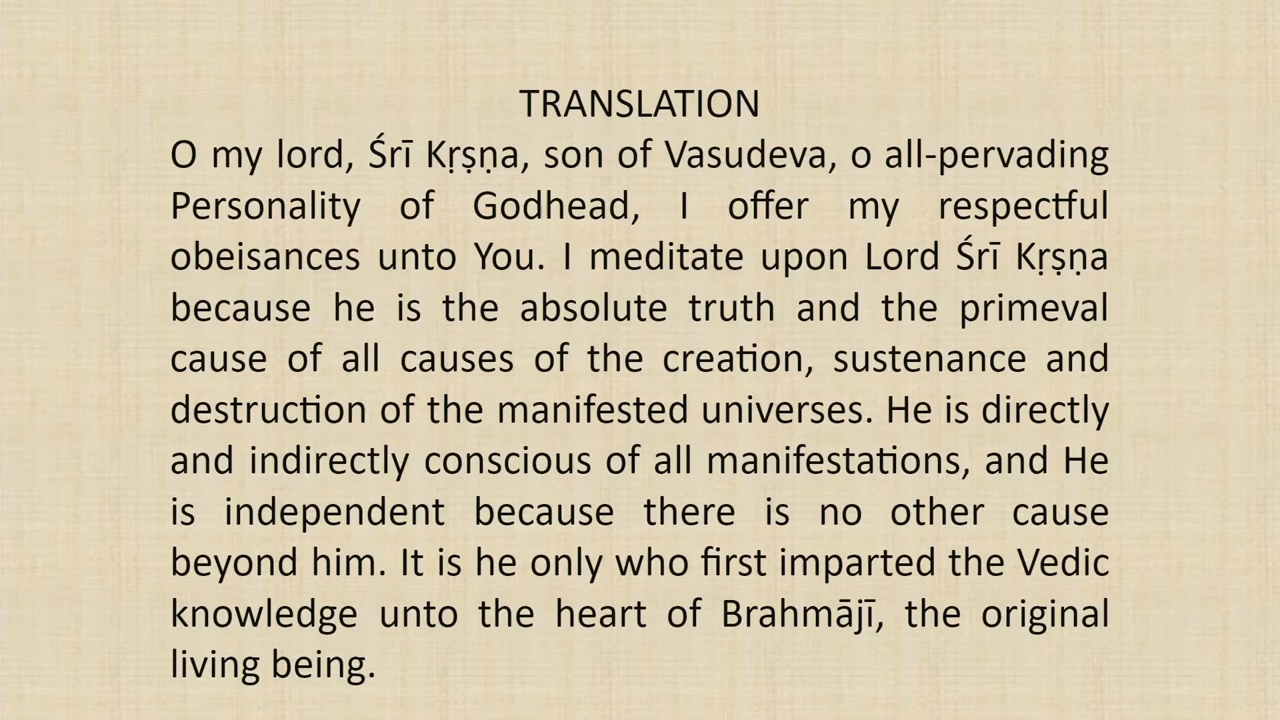 TRANSLATION
O my lord, Śrī Kṛṣṇa, son of Vasudeva, o all-pervading
Personality of Godhead, I offer my respectful
obeisances unto You. I meditate upon Lord Śrī Kṛṣṇa
because he is the absolute truth and the primeval
cause of all causes of the creation, sustenance and
destruction of the manifested universes. He is directly
and indirectly conscious of all manifestations, and He
is independent because there is no other cause
beyond him. It is he only who first imparted the Vedic
knowledge unto the heart of Brahmājī, the original
living being.